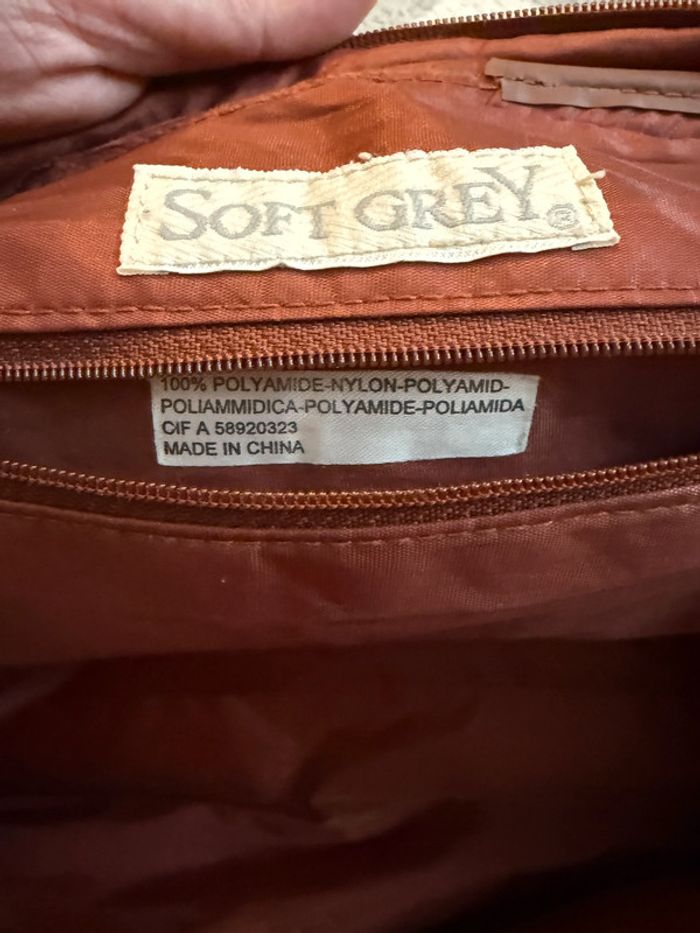 SOFT GREY®
100% POLYAMIDE-NYLON-POLYAMID-
POLIAMMIDICA-POLYAMIDE-POLIAMIDA
CIF A 58920323
MADE IN CHINA